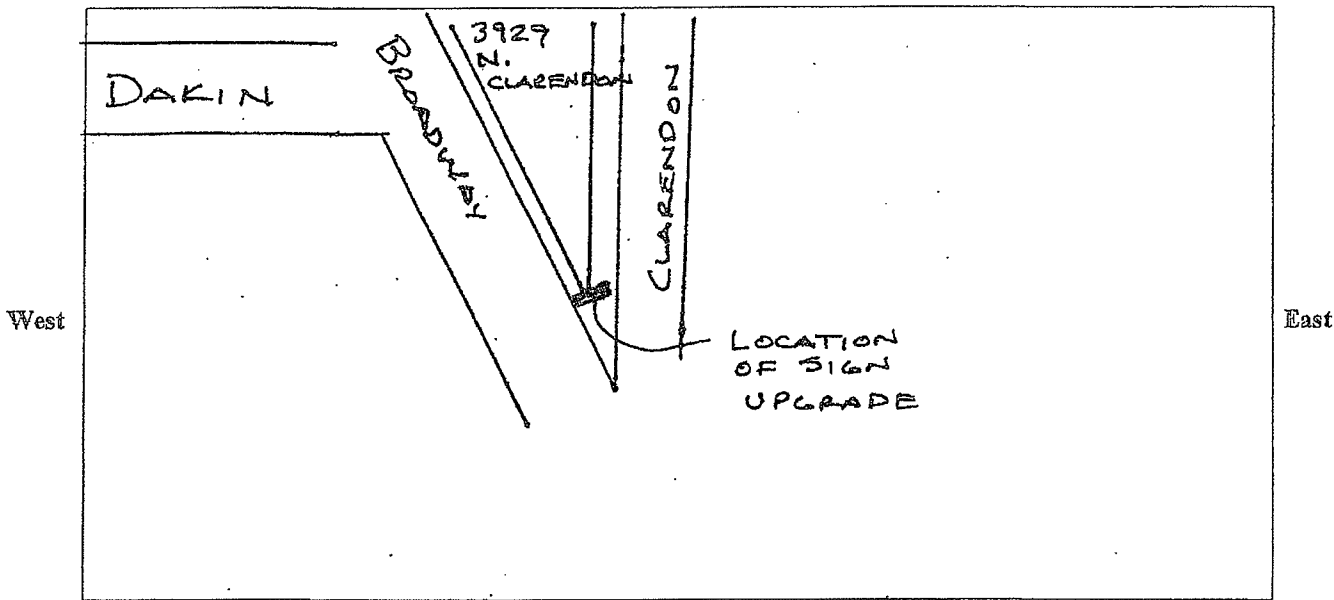 DAKIN
BROADWAY
3929
N.
CLARENDON
CLARENDON
West
East
LOCATION
OF SIGN
UPGRADE